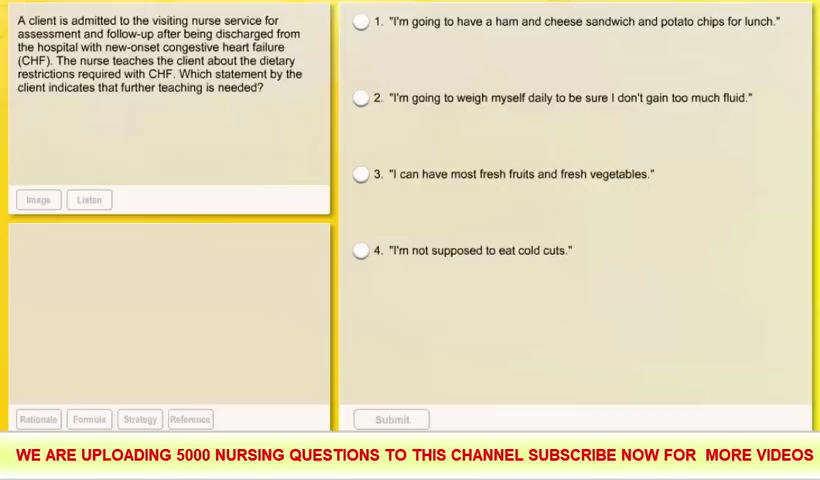 A client is admitted to the visiting nurse service for
assessment and follow-up after being discharged from
the hospital with new-onset congestive heart failure
(CHF). The nurse teaches the client about the dietary
restrictions required with CHF. Which statement by the
client indicates that further teaching is needed?
Image Listen
1. "I'm going to have a ham and cheese sandwich and potato chips for lunch."
2. "I'm going to weigh myself daily to be sure I don't gain too much fluid."
3. "I can have most fresh fruits and fresh vegetables."
4. "I'm not supposed to eat cold cuts."
Rationale Formula Strategy Reference
Submit
WE ARE UPLOADING 5000 NURSING QUESTIONS TO THIS CHANNEL SUBSCRIBE NOW FOR MORE VIDEOS